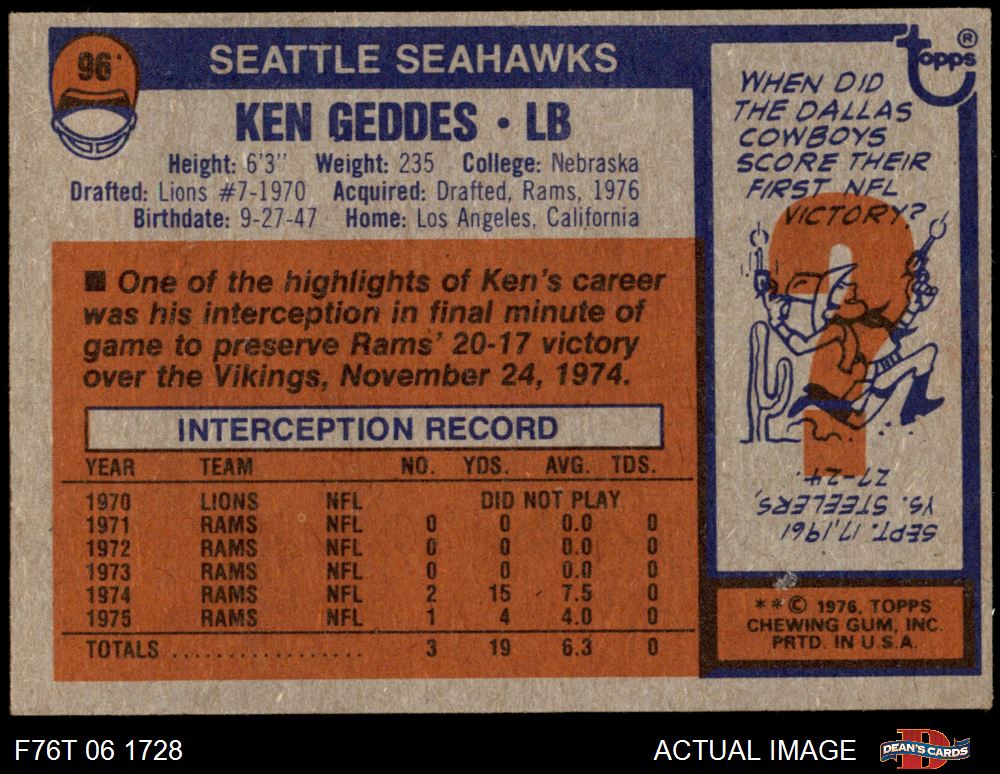 96
SEATTLE SEAHAWKS
KEN GEDDES • LB
Height: 6'3" Weight: 235 College: Nebraska
Drafted: Lions #7-1970 Acquired: Drafted, Rams, 1976
Birthdate: 9-27-47 Home: Los Angeles, California
■ One of the highlights of Ken's career
was his interception in final minute of
game to preserve Rams' 20-17 victory
over the Vikings, November 24, 1974.
INTERCEPTION RECORD
YEAR TEAM NO. YDS. AVG. TDS.
1970 LIONS NFL DID NOT PLAY
1971 RAMS NFL 0 0 0.0 0
1972 RAMS NFL 0 0 0.0 0
1973 RAMS NFL 0 0 0.0 0
1974 RAMS NFL 2 15 7.5 0
1975 RAMS NFL 1 4 4.0 0
TOTALS .................... 3 19 6.3 0
topps ®
WHEN DID
THE DALLAS
COWBOYS
SCORE THEIR
FIRST NFL
VICTORY?
?
SEPT. 17, 1961
VS. STEELERS,
27-24.
** © 1976, TOPPS
CHEWING GUM, INC.
PRTD. IN U.S.A.
F76T 06 1728
ACTUAL IMAGE
DEAN'S CARDS